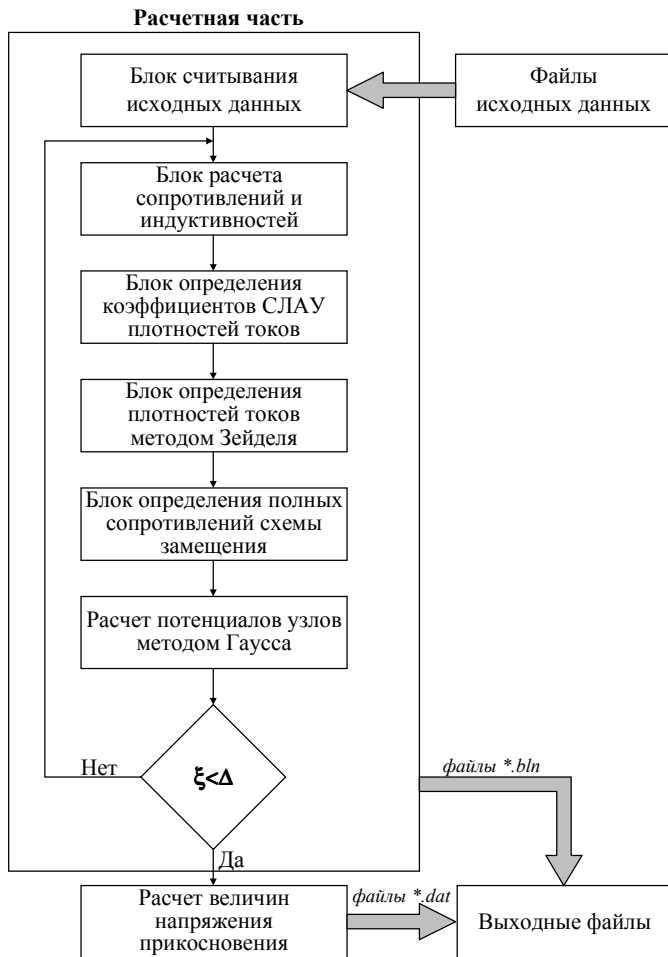 Расчетная часть
Блок считывания
исходных данных
Файлы
исходных данных
Блок расчета
сопротивлений и
индуктивностей
Блок определения
коэффициентов СЛАУ
плотностей токов
Блок определения
плотностей токов
методом Зейделя
Блок определения полных
сопротивлений схемы
замещения
Расчет потенциалов узлов
методом Гаусса
Нет
ξ<Δ
файлы *.bln
Да
Расчет величин
напряжения
прикосновения
файлы *.dat
Выходные файлы